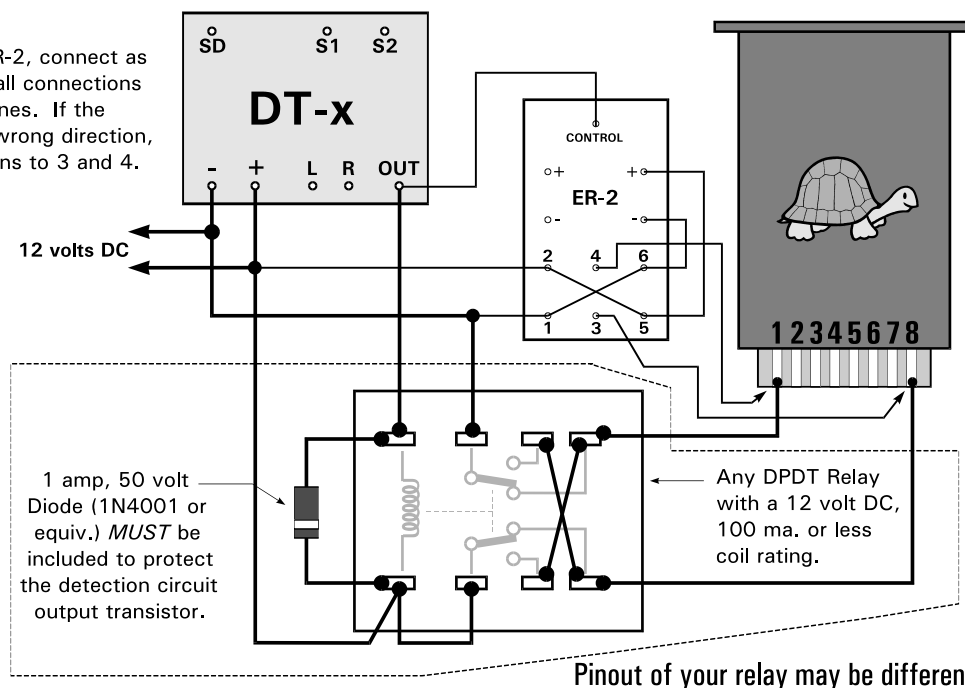 R-2, connect as
all connections
nes. If the
wrong direction,
ns to 3 and 4.
SD S1 S2
DT-x
- + L R OUT
12 volts DC
CONTROL
+ +
ER-2
- -
2 4 6
1 3 5
12345678
1 amp, 50 volt
Diode (1N4001 or
equiv.) MUST be
included to protect
the detection circuit
output transistor.
Any DPDT Relay
with a 12 volt DC,
100 ma. or less
coil rating.
Pinout of your relay may be differen